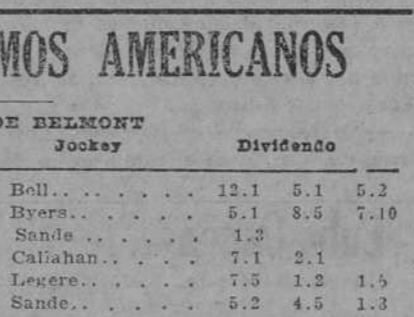 MOS AMERICANOS
DE BELMONT
Jockey Dividendo
Bell.. .. . . . . 12.1 5.1 5.2
Byers.. . . . . . 5.1 8.5 7.10
Sande .. . . . . 1.3
Callahan.. . . . 7.1 2.1
Legere.. . . . . 7.5 1.2
Sande.. . . . . 5.2 4.5 1.3